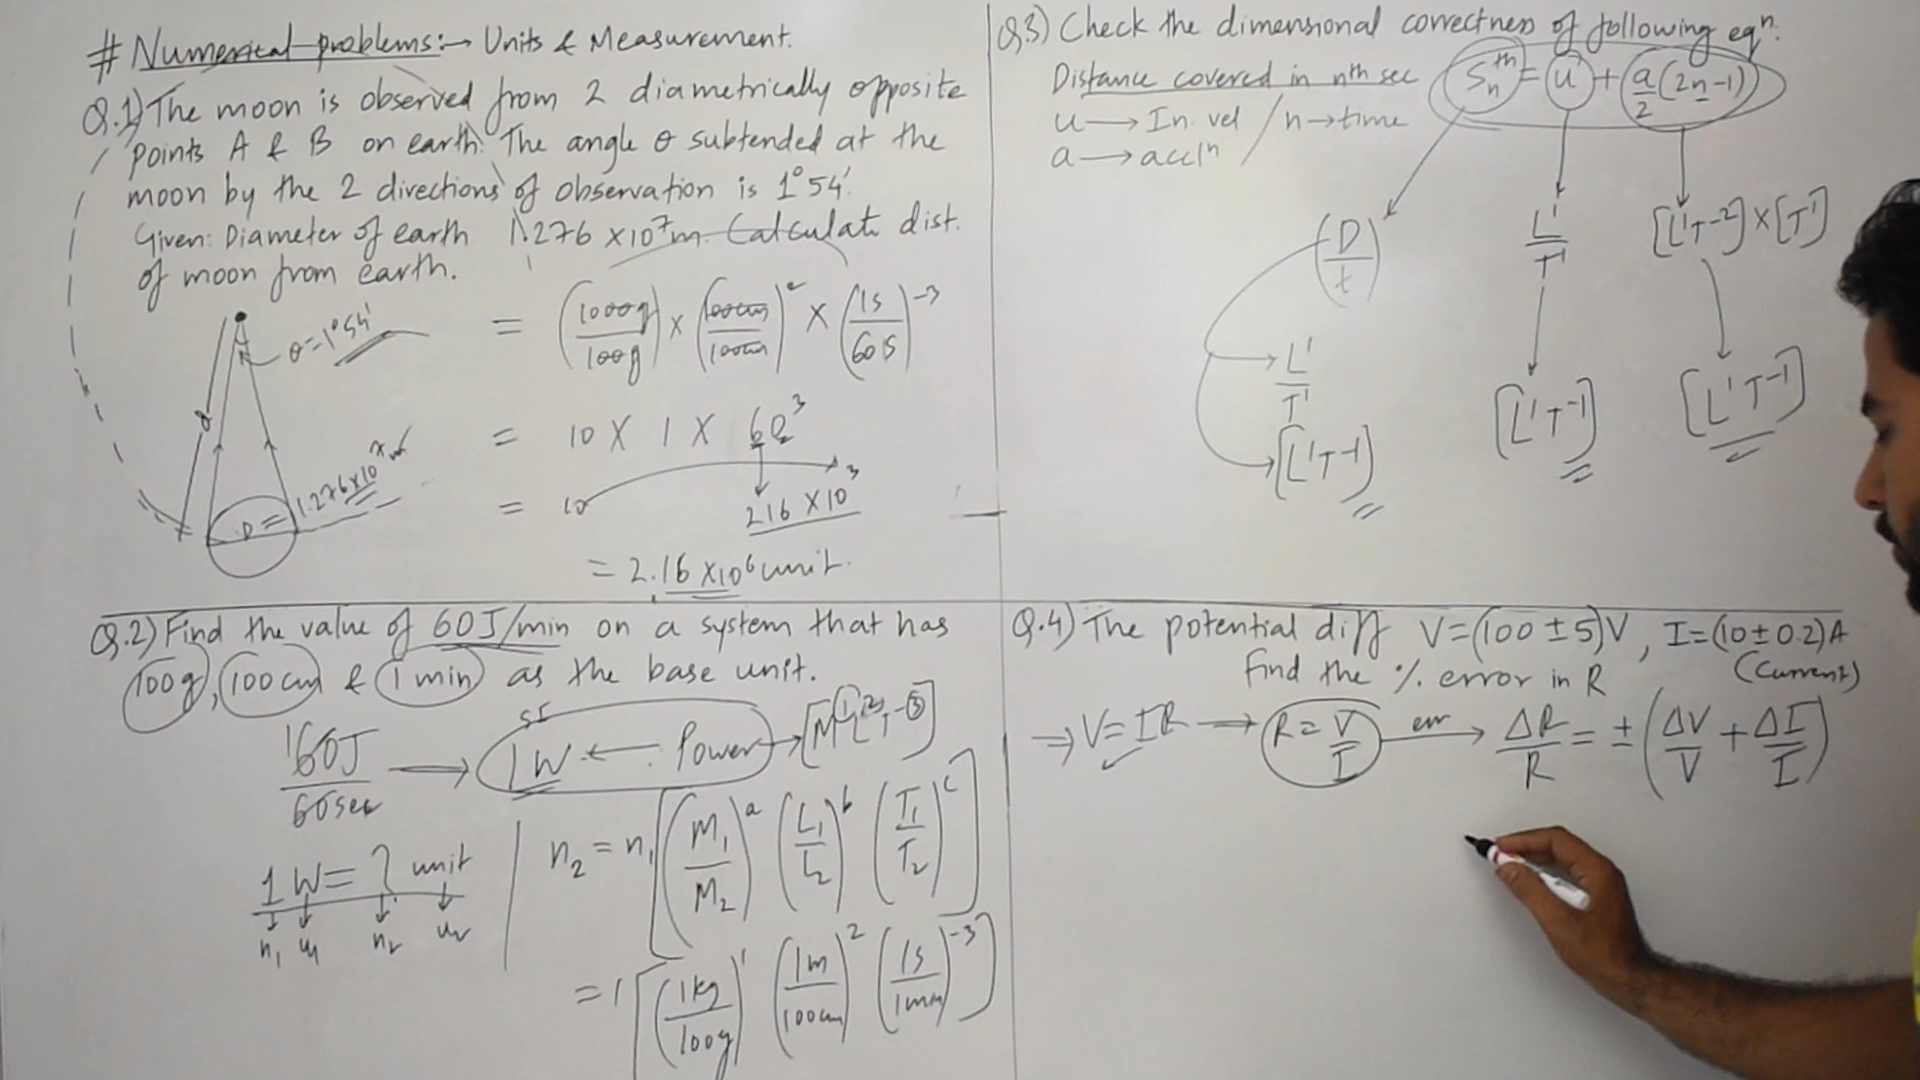 # Numerical problems:→ Units & Measurement.
Q.1) The moon is observed from 2 diametrically opposite
points A & B on earth. The angle θ subtended at the
moon by the 2 directions of observation is 1°54'.
Given: Diameter of earth 1.276 ×10⁷m. Calculate dist.
of moon from earth.
θ=1°54'
D = 1.276×10⁷m
= (1000g/100g) × (100cm/100cm)² × (1s/60s)⁻³
= 10 X 1 X 60³
= 10 216 X10³
= 2.16 X10⁶ unit.
Q.2) Find the value of 60J/min on a system that has
100g, 100cm & 1 min as the base unit.
60J/60sec → 1W ← Power → [M¹L²T⁻³]
SI
1W = ? unit
n₁ u₁ n₂ u₂
n₂ = n₁[(M₁/M₂)ᵃ (L₁/L₂)ᵇ (T₁/T₂)ᶜ]
= 1[(1kg/100g)¹ (1m/100cm)² (1s/1min)⁻³]
Q.3) Check the dimensional correctness of following eqⁿ.
Distance covered in nth sec Sₙth = u + a/2 (2n-1)
u → In. vel / n → time
a → acclⁿ /
(D/t) L¹/T¹ [L¹T⁻²]×[T¹]
L¹/T¹
[L¹T⁻¹] [L¹T⁻¹] [L¹T⁻¹]
Q.4) The potential diff V=(100±5)V, I=(10±0.2)A
Find the % error in R (Current)
⇒ V=IR → R=V/I err → ΔR/R = ±(ΔV/V + ΔI/I)